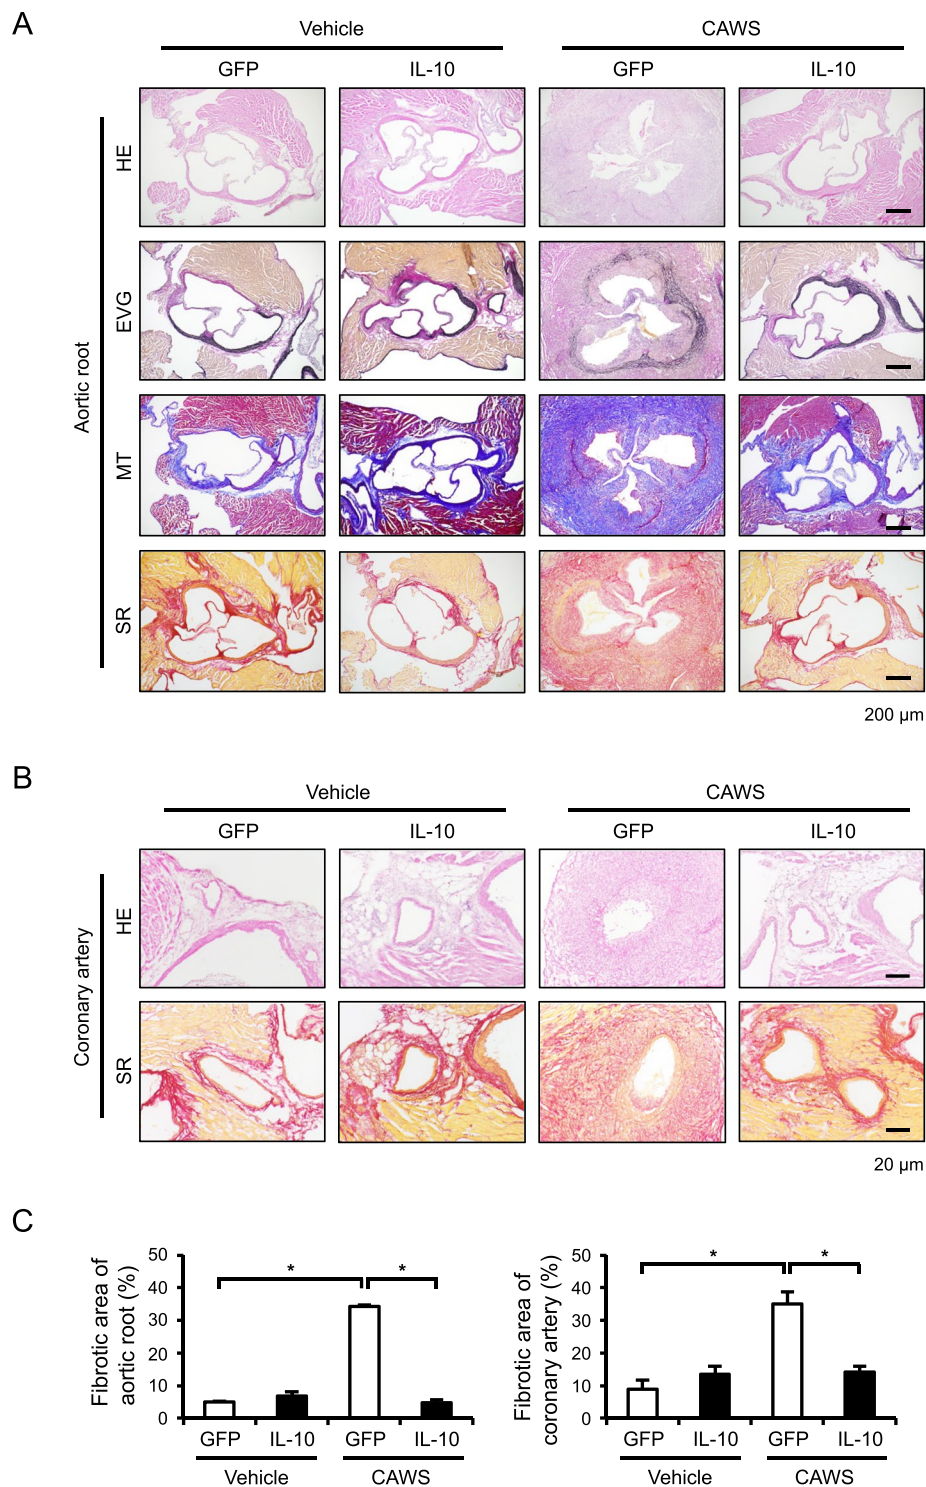 A
Vehicle CAWS
GFP IL-10 GFP IL-10
Aortic root
HE
EVG
MT
SR
200 µm
B
Vehicle CAWS
GFP IL-10 GFP IL-10
Coronary artery
HE
SR
20 µm
C
Fibrotic area of
aortic root (%)
50
40
30
20
10
0
* *
GFP IL-10 GFP IL-10
Vehicle CAWS
Fibrotic area of
coronary artery (%)
50
40
30
20
10
0
* *
GFP IL-10 GFP IL-10
Vehicle CAWS